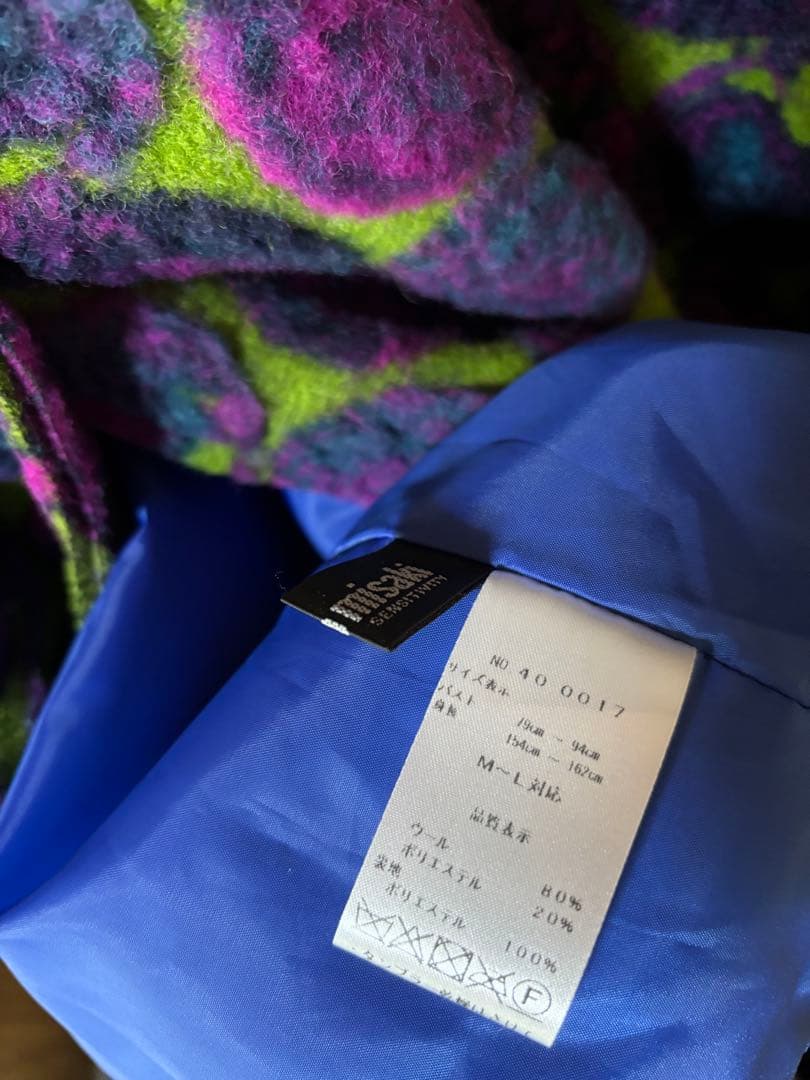 misaki
SENSITIVITY
NO 40 0017
サイズ表示
バスト 79cm ~ 94cm
身長 154cm ~ 162cm
M~L対応
品質表示
ウール 80%
ポリエステル 20%
裏地
ポリエステル 100%
F